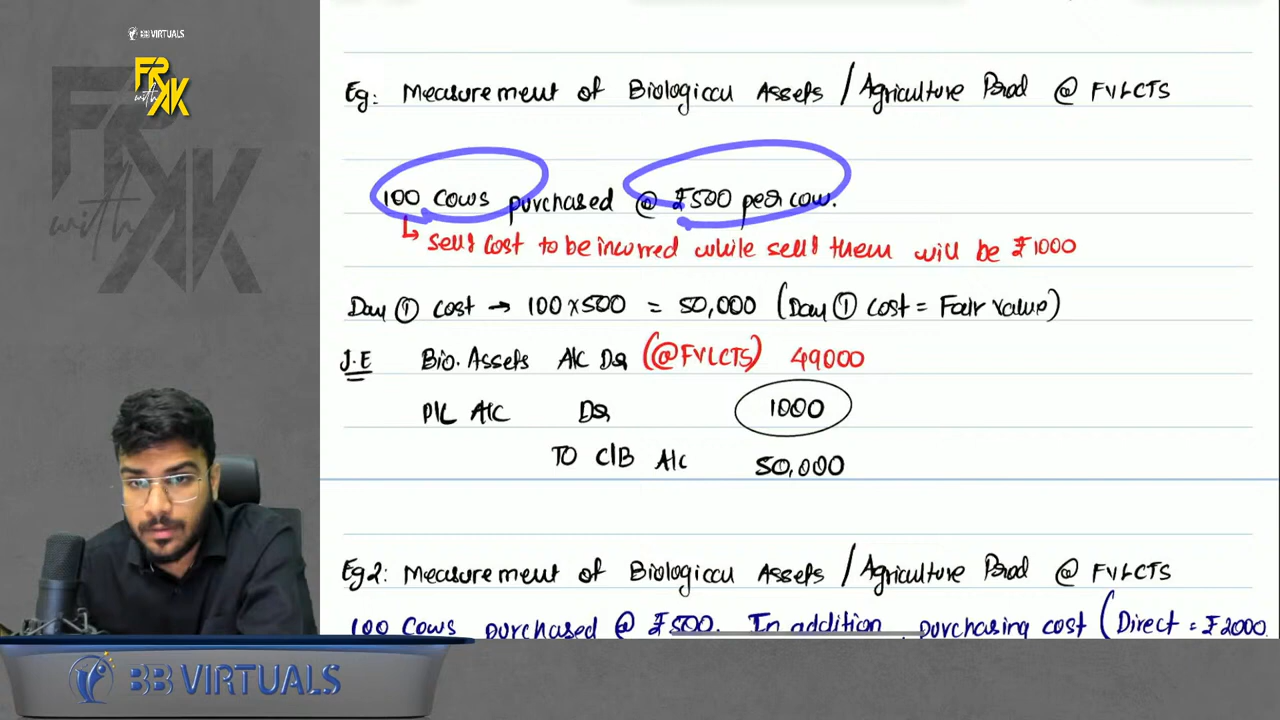 BB VIRTUALS
FR
with
AK
FR
with
AK
Eg: Measurement of Biological Assets / Agriculture Prod @ FVLCTS
100 Cows purchased @ ₹500 per cow.
↳ sell? Cost to be incurred while sell? them will be ₹1000
Day ① cost → 100 × 500 = 50,000 (Day ① cost = Fair value)
J.E Bio. Assets A/C Dr (@FVLCTS) 49000
P/L A/C Dr 1000
TO C/B A/c 50,000
Eg2: Measurement of Biological Assets / Agriculture Prod @ FVLCTS
100 Cows purchased @ ₹500. In addition, purchasing cost (Direct = ₹2000
BB VIRTUALS